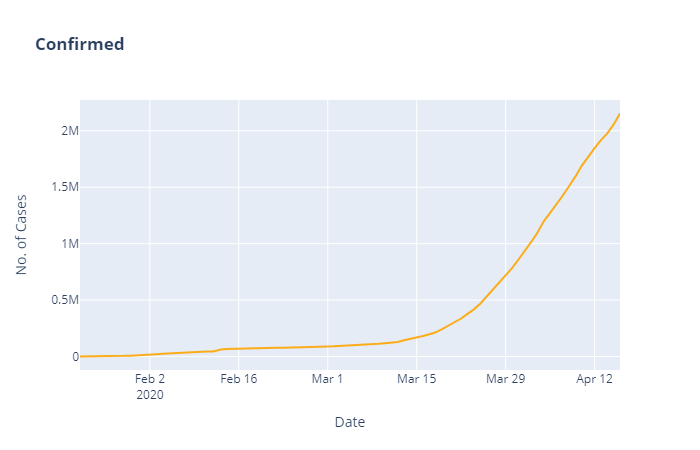 Confirmed
2M
1.5M
1M
0.5M
0
No. of Cases
Feb 2
2020
Feb 16
Mar 1
Mar 15
Mar 29
Apr 12
Date